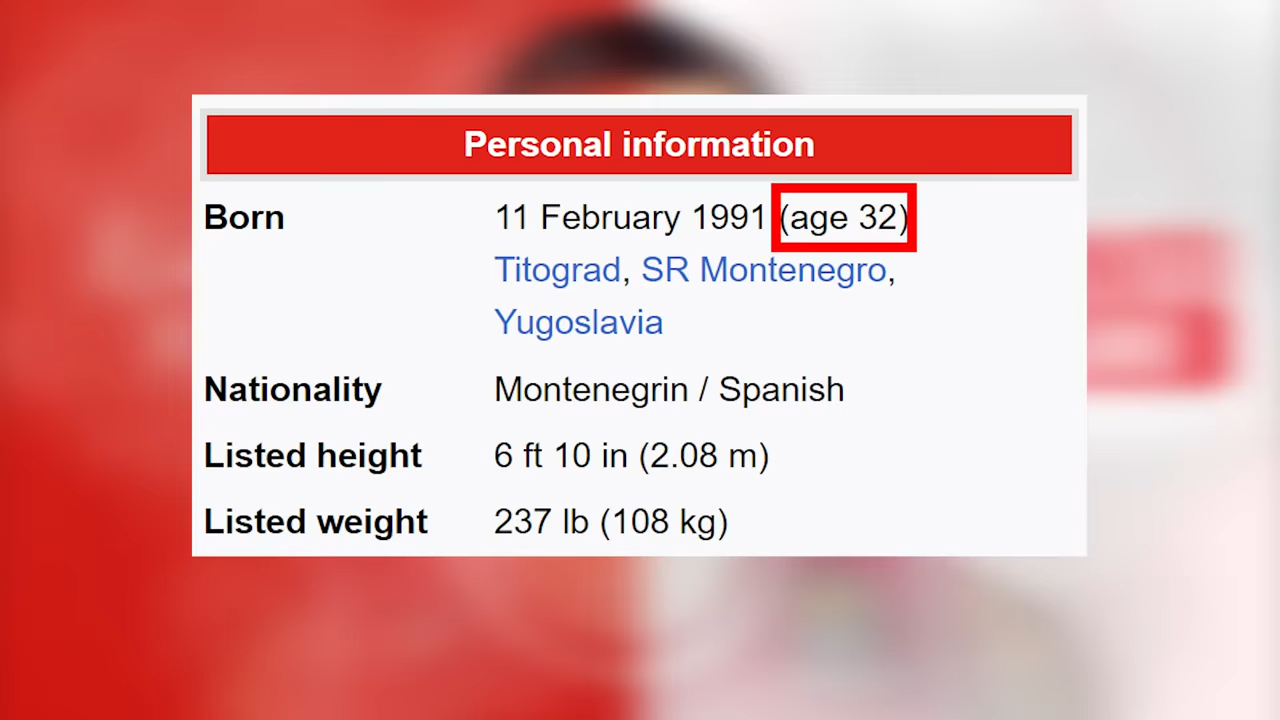 Personal information
Born 11 February 1991 (age 32)
Titograd, SR Montenegro,
Yugoslavia
Nationality Montenegrin / Spanish
Listed height 6 ft 10 in (2.08 m)
Listed weight 237 lb (108 kg)